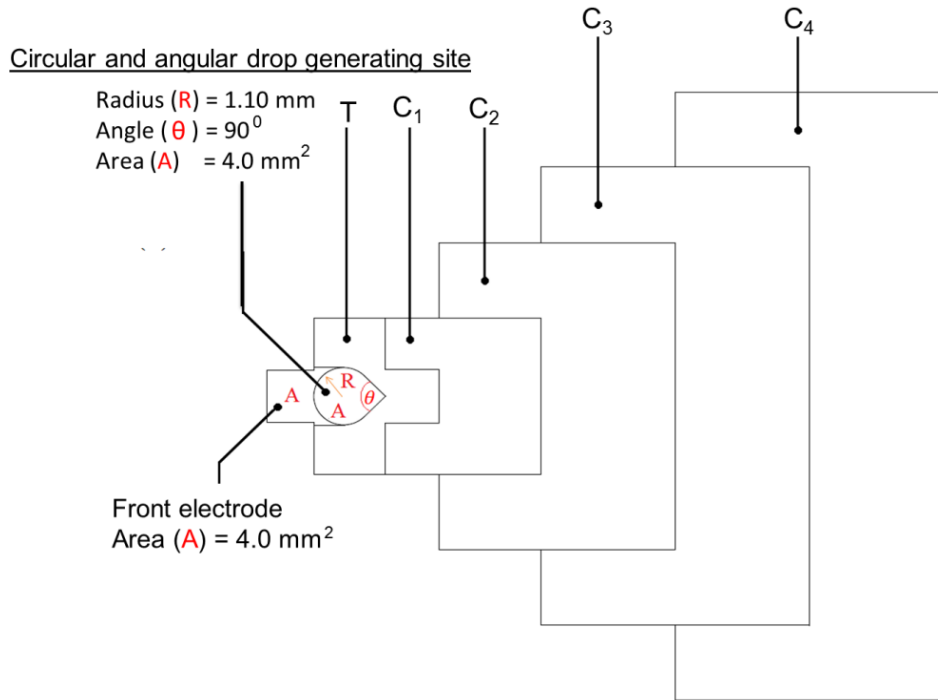 C₃
C₄
Circular and angular drop generating site
Radius (R) = 1.10 mm
Angle (θ) = 90⁰
Area (A) = 4.0 mm²
T
C₁
C₂
A
R
A
θ
Front electrode
Area (A) = 4.0 mm²